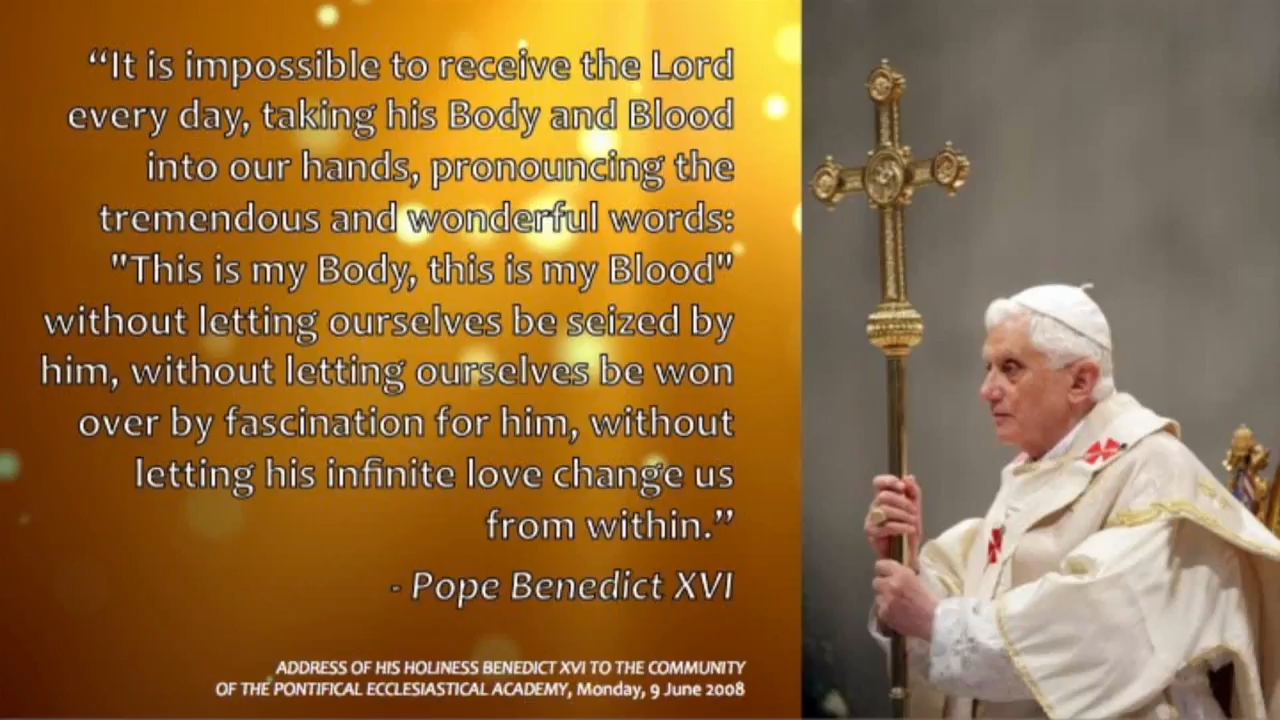 “It is impossible to receive the Lord
every day, taking his Body and Blood
into our hands, pronouncing the
tremendous and wonderful words:
"This is my Body, this is my Blood"
without letting ourselves be seized by
him, without letting ourselves be won
over by fascination for him, without
letting his infinite love change us
from within.”
- Pope Benedict XVI
ADDRESS OF HIS HOLINESS BENEDICT XVI TO THE COMMUNITY
OF THE PONTIFICAL ECCLESIASTICAL ACADEMY, Monday, 9 June 2008